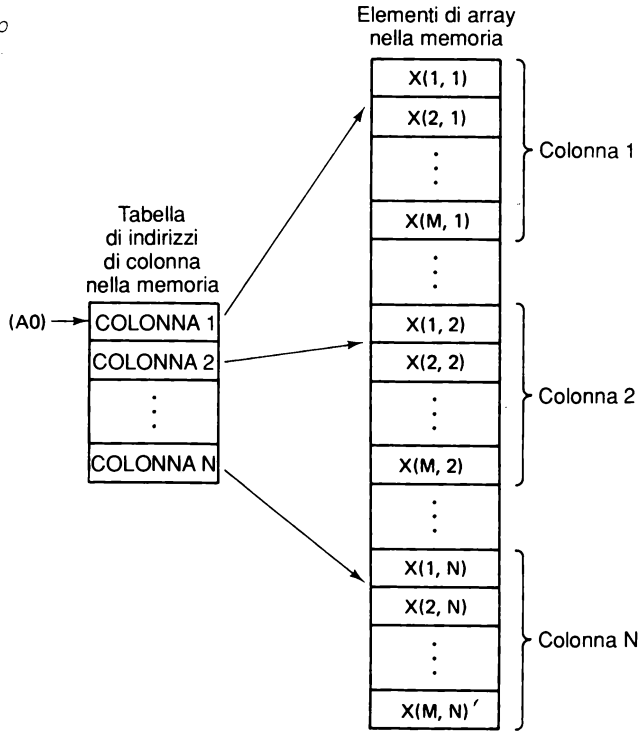 o
Elementi di array
nella memoria
X(1, 1)
X(2, 1)
X(M, 1)
Colonna 1
Tabella
di indirizzi
di colonna
nella memoria
(A0)
COLONNA 1
COLONNA 2
COLONNA N
X(1, 2)
X(2, 2)
X(M, 2)
Colonna 2
X(1, N)
X(2, N)
X(M, N)
Colonna N